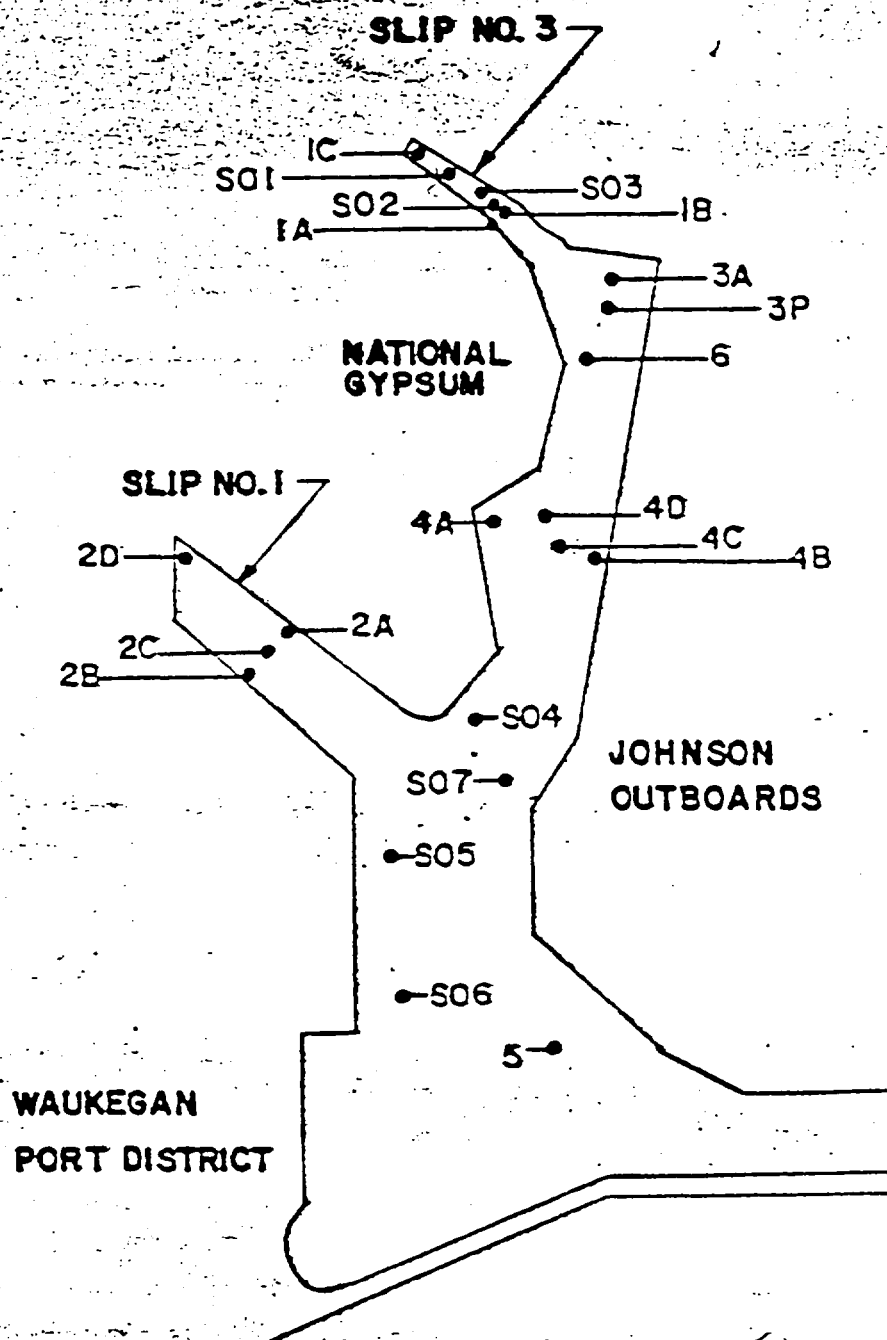 SLIP NO. 3
1C
S01
S03
S02
1B
1A
3A
3P
NATIONAL
GYPSUM
6
SLIP NO. 1
4A
4D
4C
4B
2D
2A
2C
2B
S04
JOHNSON
OUTBOARDS
S07
S05
S06
5
WAUKEGAN
PORT DISTRICT